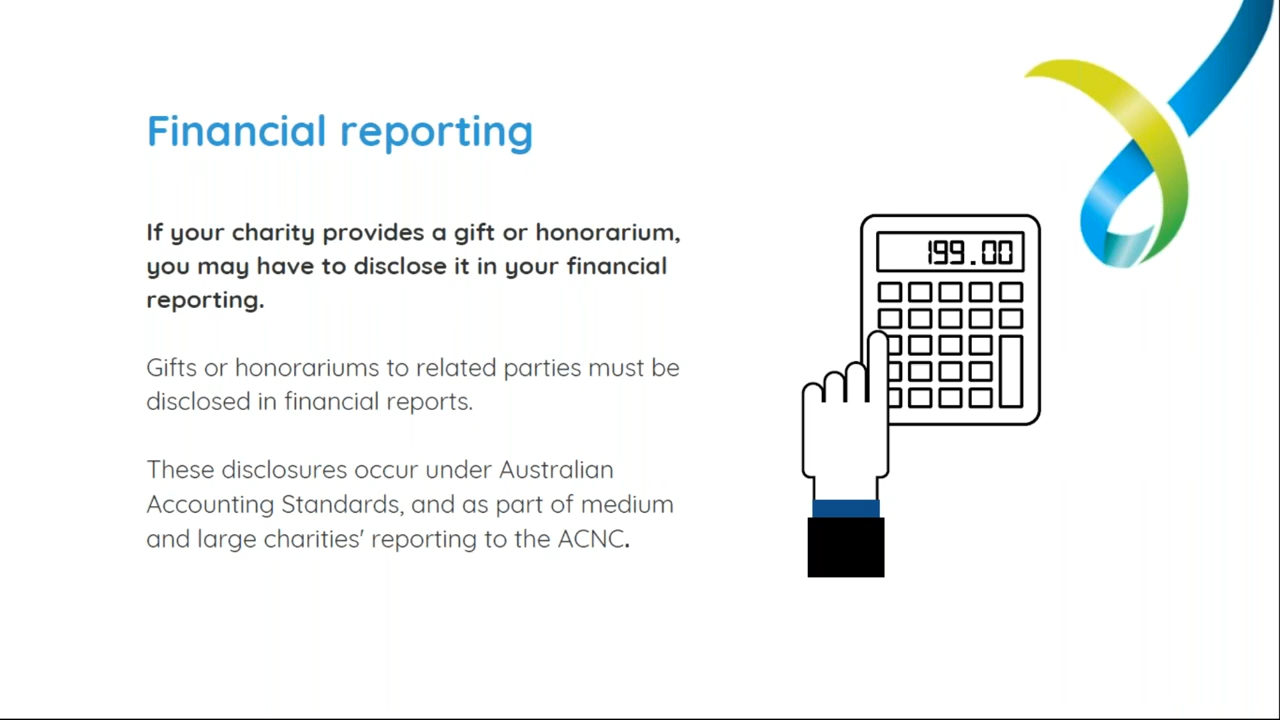 Financial reporting
If your charity provides a gift or honorarium,
you may have to disclose it in your financial
reporting.
Gifts or honorariums to related parties must be
disclosed in financial reports.
These disclosures occur under Australian
Accounting Standards, and as part of medium
and large charities' reporting to the ACNC.
199.00